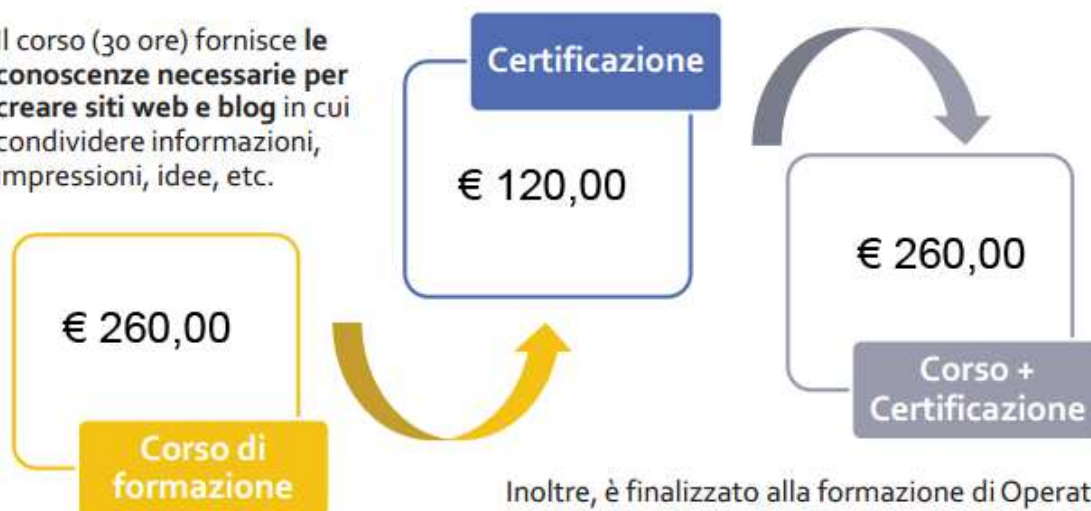 Il corso (30 ore) fornisce le
conoscenze necessarie per
creare siti web e blog in cui
condividere informazioni,
impressioni, idee, etc.
Certificazione
€ 120,00
€ 260,00
Corso +
Certificazione
€ 260,00
Corso di
formazione
Inoltre, è finalizzato alla formazione di Operat